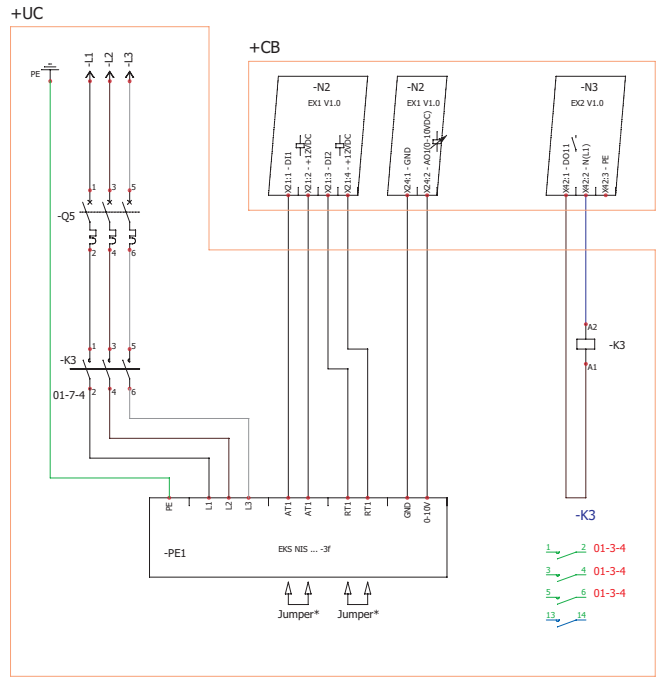 +UC
+CB
PE
-L1
-L2
-L3
-N2
EX1 V1.0
X21:1 - DI1
X21:2 - +12VDC
X21:3 - DI2
X21:4 - +12VDC
-N2
EX1 V1.0
X24:1 - GND
X24:2 - AO1(0-10VDC)
-N3
EX2 V1.0
X42:1 - DO11
X42:2 - N(L1)
X42:3 - PE
1
3
5
-Q5
2
4
6
1
3
5
-K3
01-7-4
2
4
6
A2
-K3
A1
PE
L1
L2
L3
AT1
AT1
RT1
RT1
GND
0-10V
-PE1
EKS NIS ... -3f
Jumper*
Jumper*
-K3
1 2 01-3-4
3 4 01-3-4
5 6 01-3-4
13 14